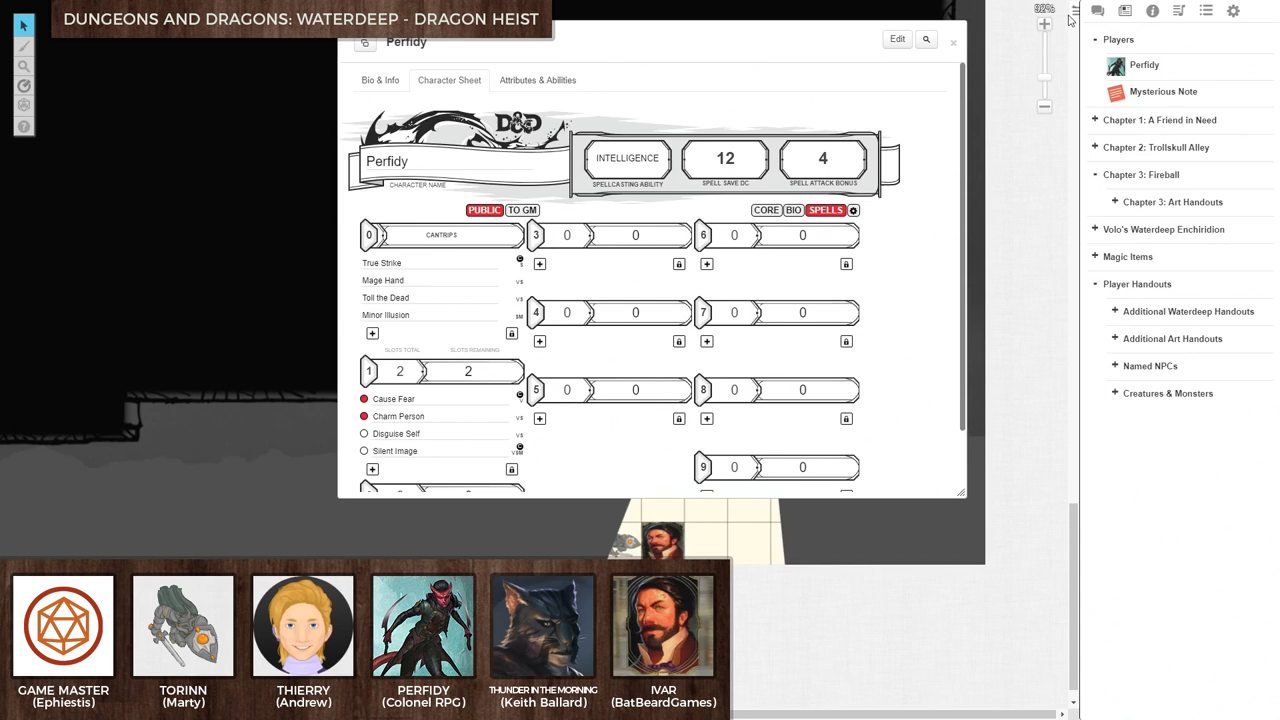 DUNGEONS AND DRAGONS: WATERDEEP - DRAGON HEIST
Perfidy
Edit
Bio & Info
Character Sheet
Attributes & Abilities
D&D
Perfidy
CHARACTER NAME
INTELLIGENCE
SPELLCASTING ABILITY
12
SPELL SAVE DC
4
SPELL ATTACK BONUS
PUBLIC TO GM
CORE BIO SPELLS
0 CANTRIPS
True Strike
Mage Hand
Toll the Dead
Minor Illusion
SLOTS TOTAL SLOTS REMAINING
1 2 2
Cause Fear
Charm Person
Disguise Self
Silent Image
3 0 0
4 0 0
5 0 0
6 0 0
7 0 0
8 0 0
9 0 0
92%
Players
Perfidy
Mysterious Note
Chapter 1: A Friend in Need
Chapter 2: Trollskull Alley
Chapter 3: Fireball
Chapter 3: Art Handouts
Volo's Waterdeep Enchiridion
Magic Items
Player Handouts
Additional Waterdeep Handouts
Additional Art Handouts
Named NPCs
Creatures & Monsters
GAME MASTER
(Ephiestis)
TORINN
(Marty)
THIERRY
(Andrew)
PERFIDY
(Colonel RPG)
THUNDER IN THE MORNING
(Keith Ballard)
IVAR
(BatBeardGames)